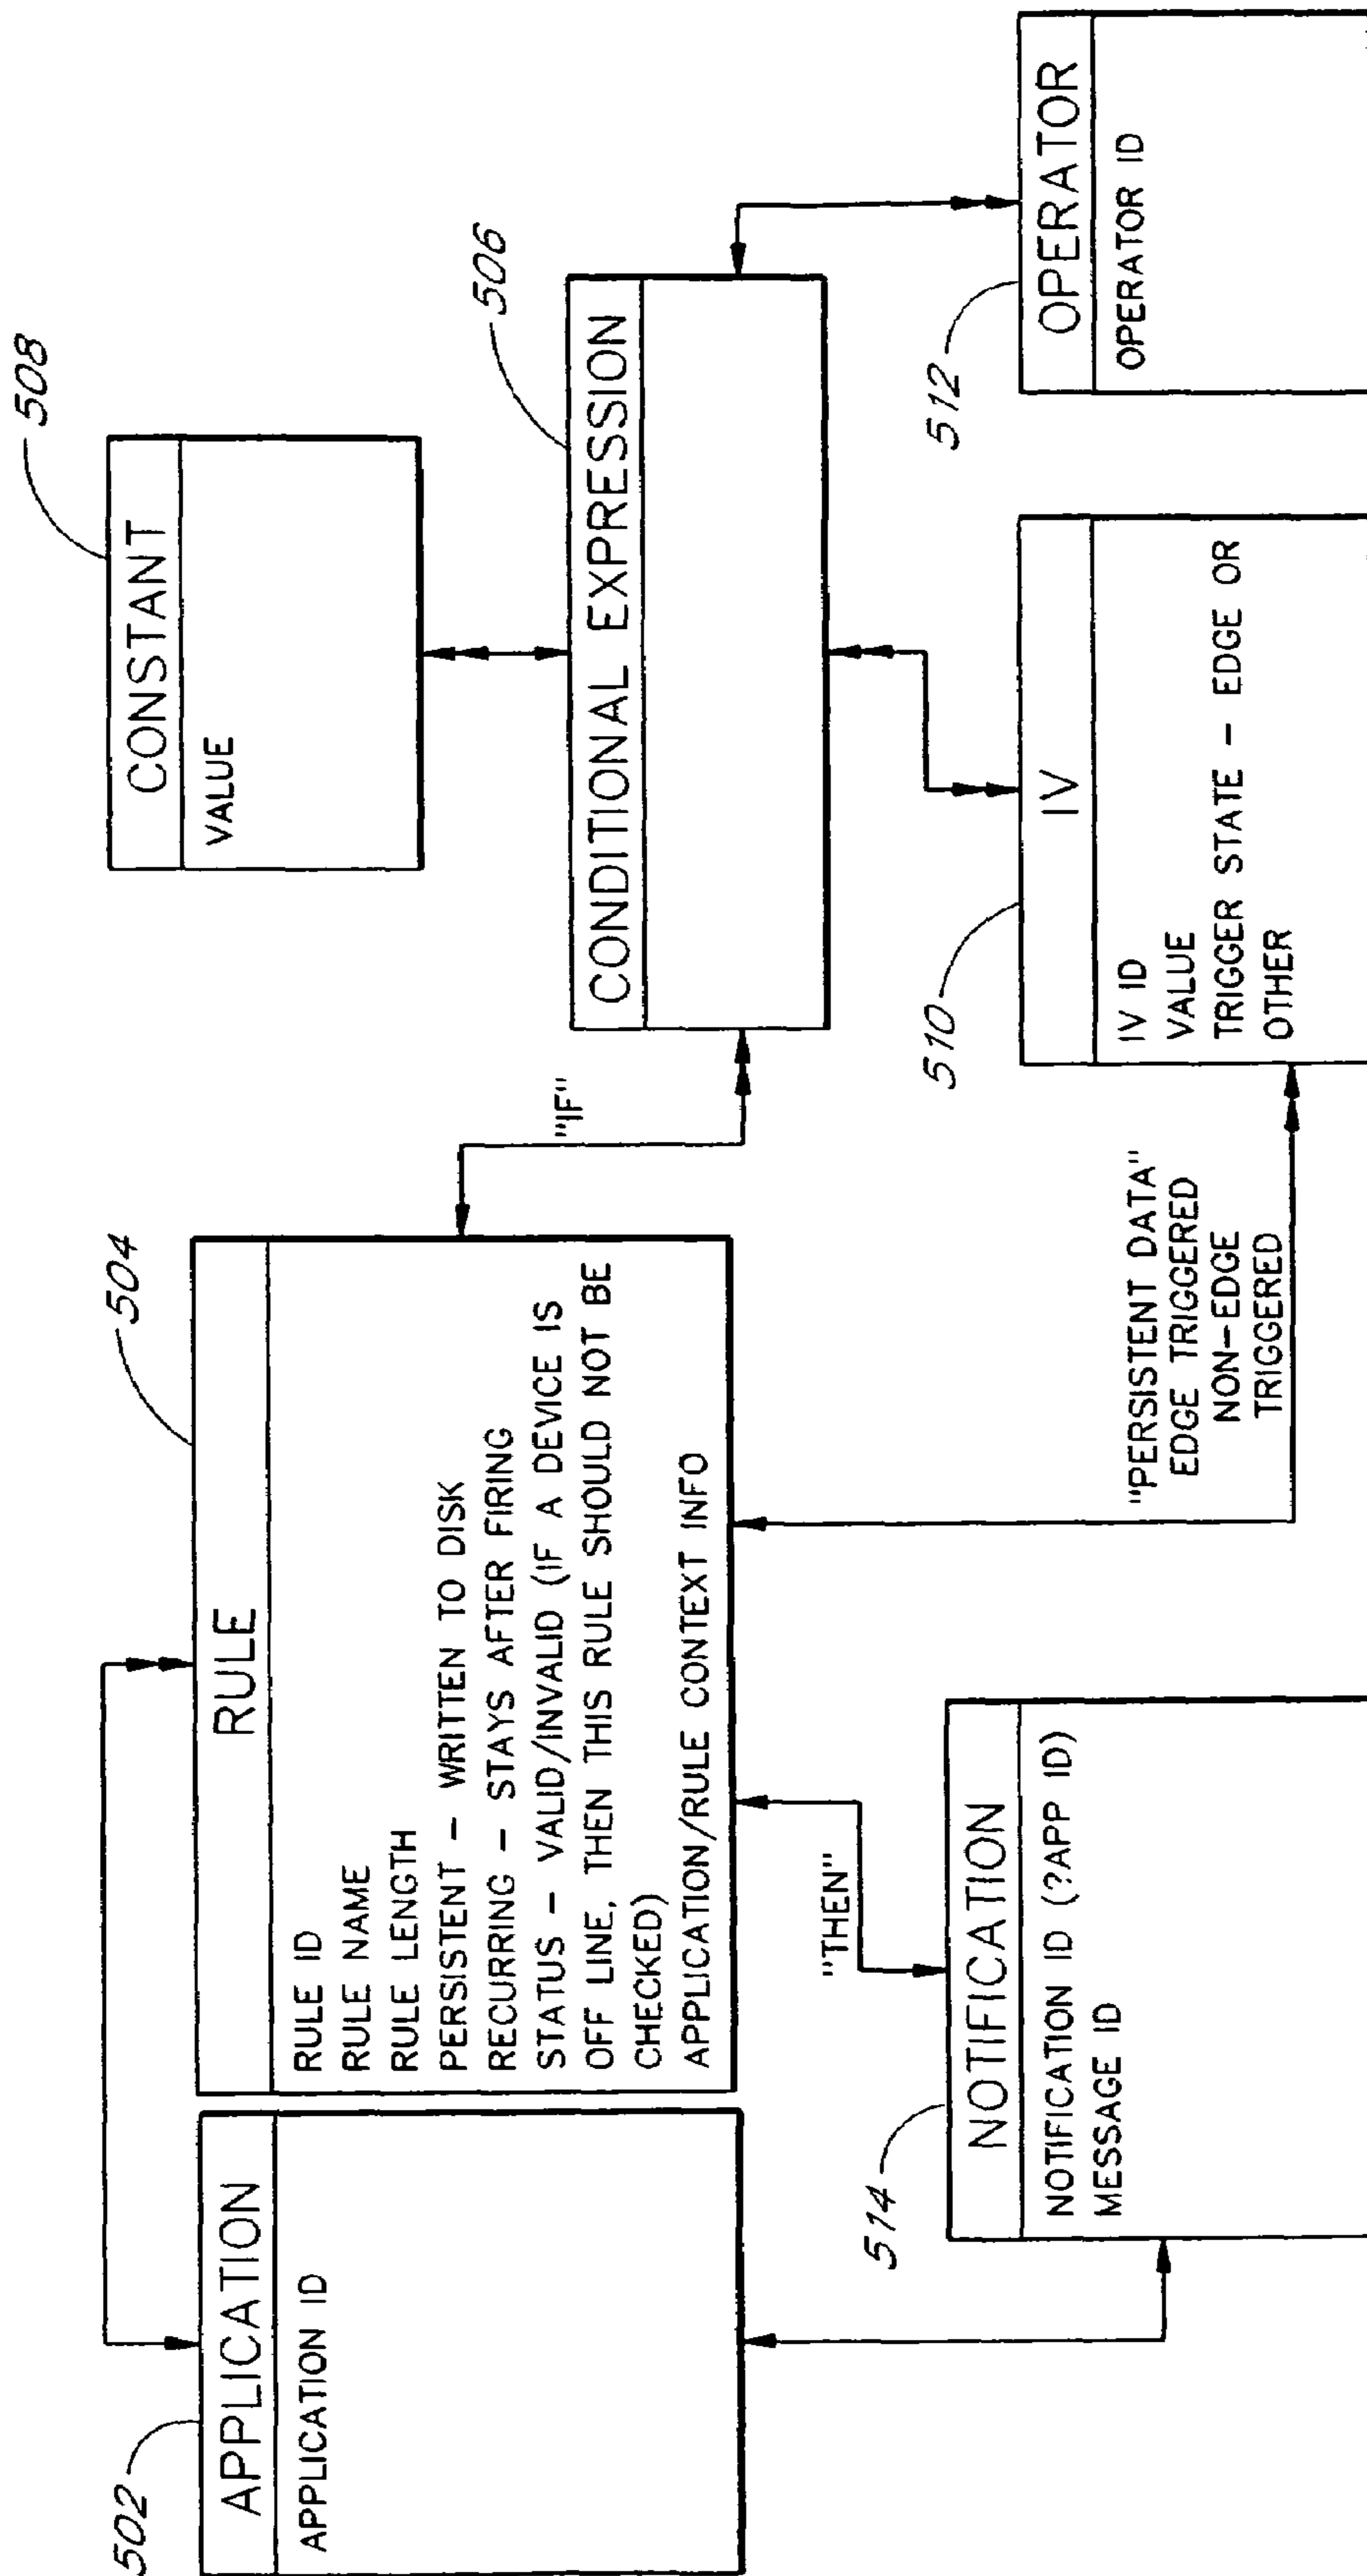 502
APPLICATION
APPLICATION ID
504
RULE
RULE ID
RULE NAME
RULE LENGTH
PERSISTENT – WRITTEN TO DISK
RECURRING – STAYS AFTER FIRING
STATUS – VALID/INVALID (IF A DEVICE IS
OFF LINE, THEN THIS RULE SHOULD NOT BE
CHECKED)
APPLICATION/RULE CONTEXT INFO
508
CONSTANT
VALUE
"IF"
506
CONDITIONAL EXPRESSION
"THEN"
514
NOTIFICATION
NOTIFICATION ID (?APP ID)
MESSAGE ID
"PERSISTENT DATA"
EDGE TRIGGERED
NON–EDGE
TRIGGERED
510
IV
IV ID
VALUE
TRIGGER STATE – EDGE OR
OTHER
512
OPERATOR
OPERATOR ID